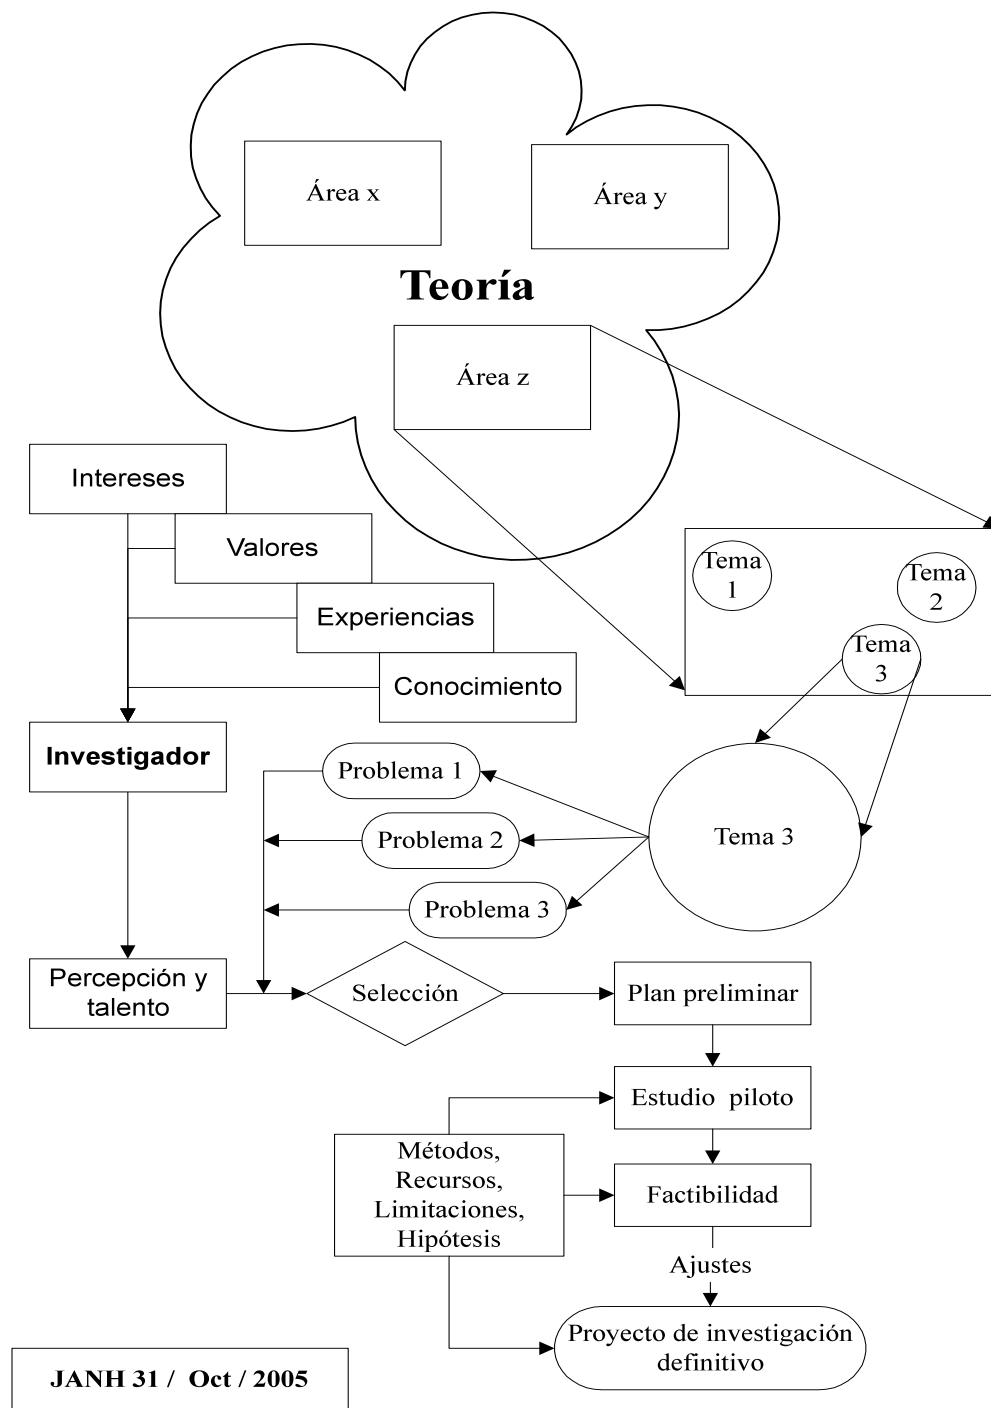 Área x
Área y
Teoría
Área z
Intereses
Valores
Experiencias
Conocimiento
Investigador
Tema
1
Tema
2
Tema
3
Problema 1
Problema 2
Problema 3
Tema 3
Percepción y
talento
Selección
Plan preliminar
Estudio piloto
Métodos,
Recursos,
Limitaciones,
Hipótesis
Factibilidad
Ajustes
Proyecto de investigación
definitivo
JANH 31 / Oct / 2005